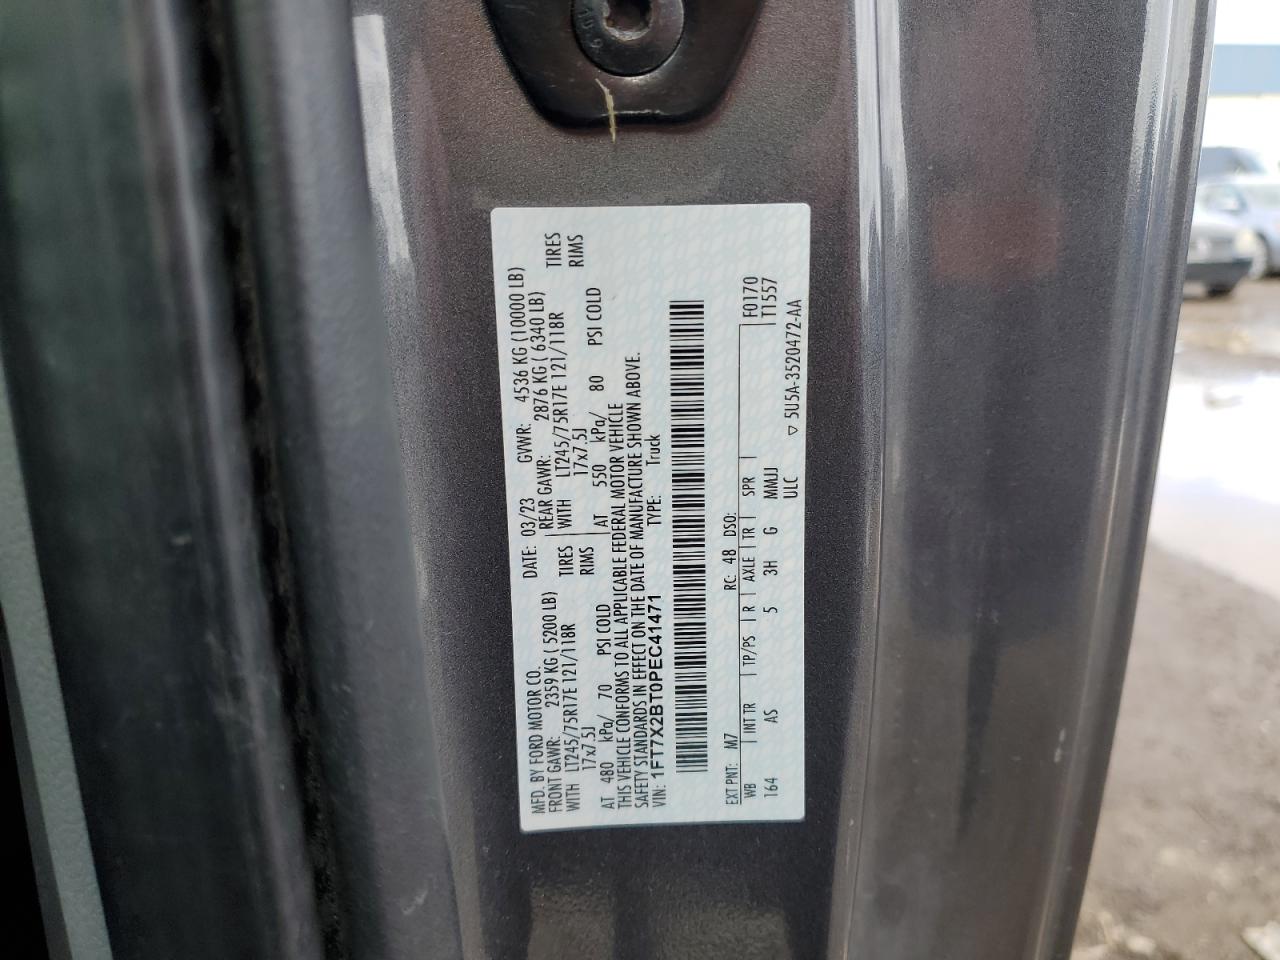 MFD. BY FORD MOTOR CO.
DATE: 03/23 GVWR: 4536 KG (10000 LB)
FRONT GAWR: 2359 KG ( 5200 LB) REAR GAWR: 2876 KG ( 6340 LB)
WITH LT245/75R17E 121/118R TIRES WITH LT245/75R17E 121/118R TIRES
17x7.5J RIMS 17x7.5J RIMS
AT 480 kPa/ 70 PSI COLD AT 550 kPa/ 80 PSI COLD
THIS VEHICLE CONFORMS TO ALL APPLICABLE FEDERAL MOTOR VEHICLE
SAFETY STANDARDS IN EFFECT ON THE DATE OF MANUFACTURE SHOWN ABOVE.
VIN: 1FT7X2BT0PEC41471 TYPE: Truck
EXT PNT: M7 RC: 48 DSO: F0170
WB INT TR TP/PS R AXLE TR SPR T1557
164 AS 5 3H G MMJJ
ULC ▽ 5U5A-3520472-AA